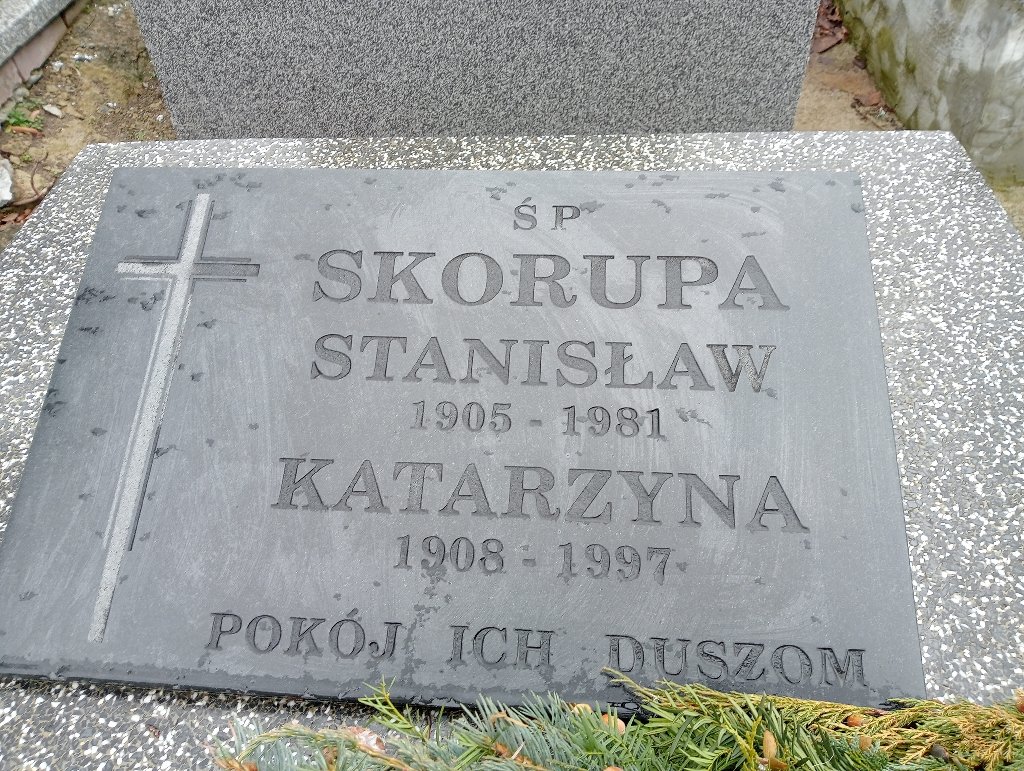 ŚP
SKORUPA
STANISŁAW
1905 - 1981
KATARZYNA
1908 - 1997
POKÓJ ICH DUSZOM